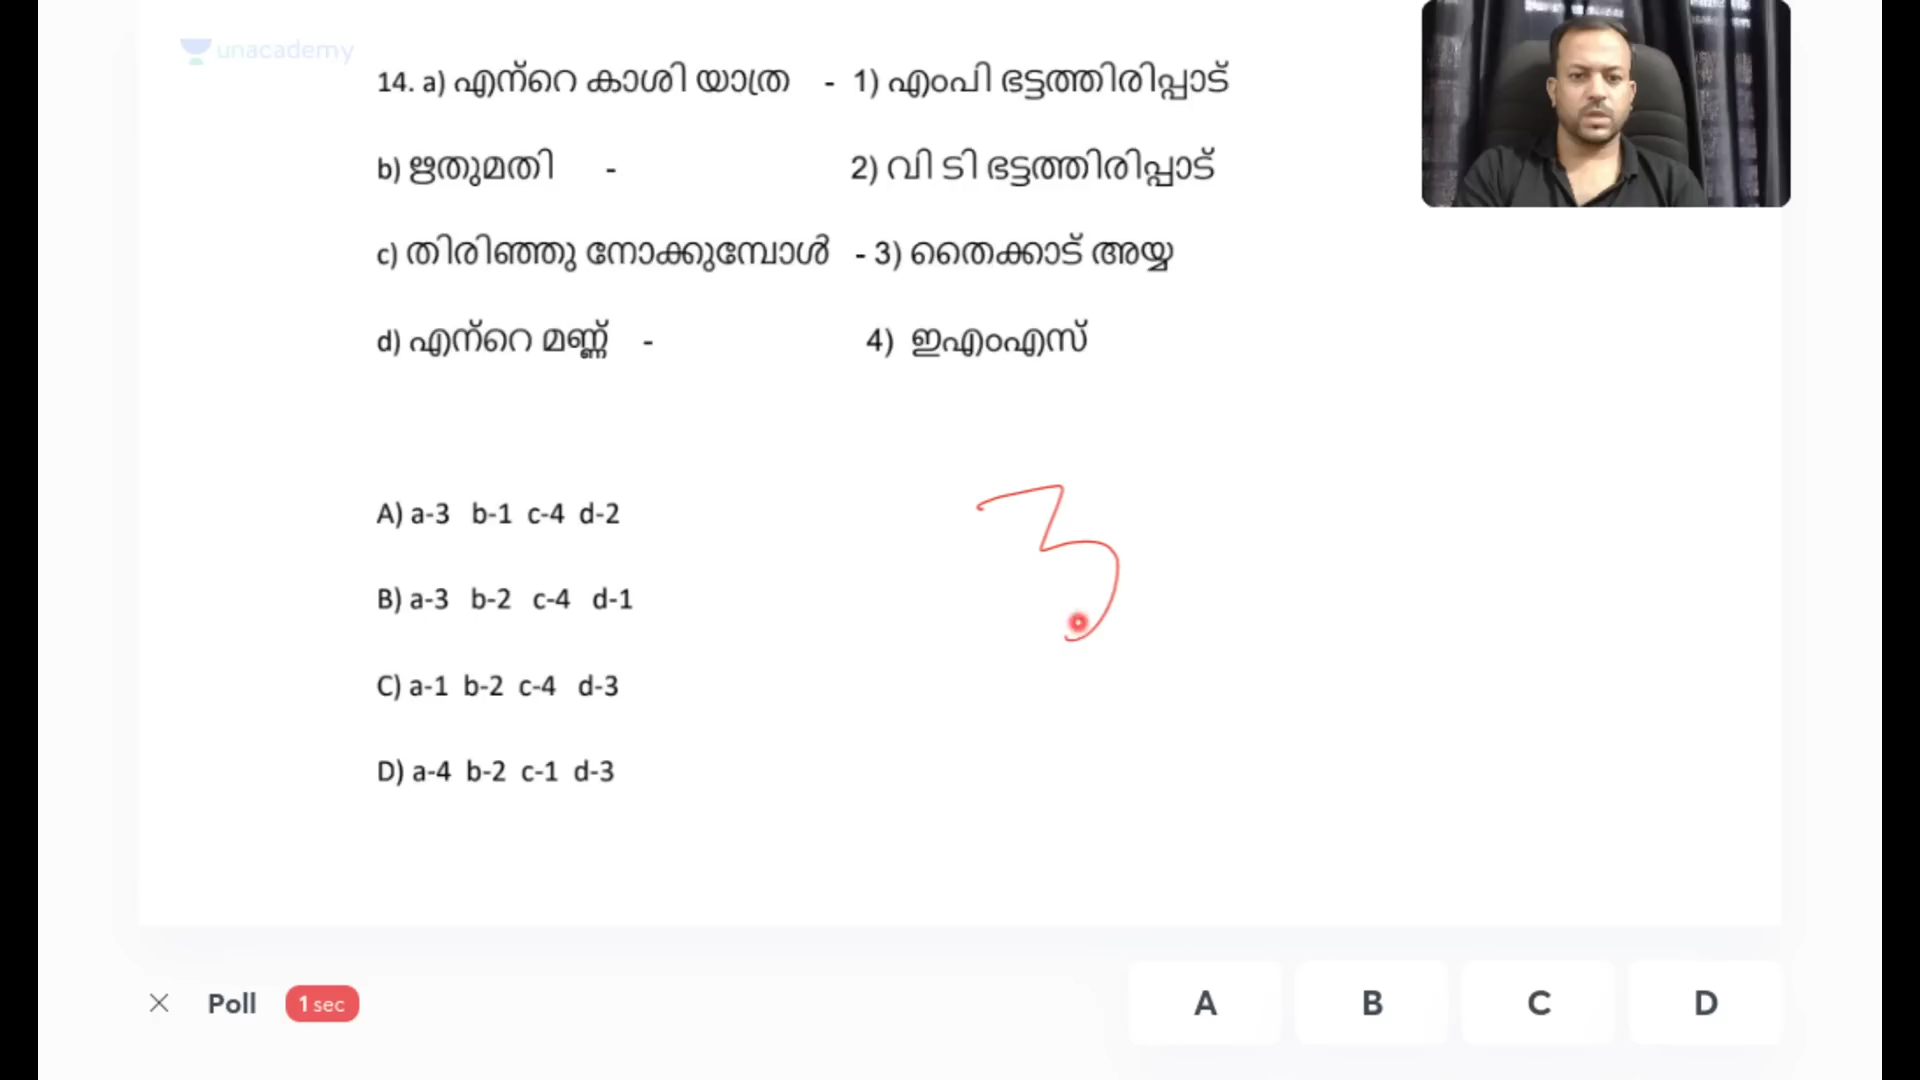 unacademy
14. a) എന്റെ കാശി യാത്ര - 1) എംപി ഭട്ടത്തിരിപ്പാട്
b) ഋതുമതി - 2) വി ടി ഭട്ടത്തിരിപ്പാട്
c) തിരിഞ്ഞു നോക്കുമ്പോൾ - 3) തൈക്കാട് അയ്യ
d) എന്റെ മണ്ണ് - 4) ഇഎംഎസ്
3
A) a-3 b-1 c-4 d-2
B) a-3 b-2 c-4 d-1
C) a-1 b-2 c-4 d-3
D) a-4 b-2 c-1 d-3
Poll 1 sec A B C D